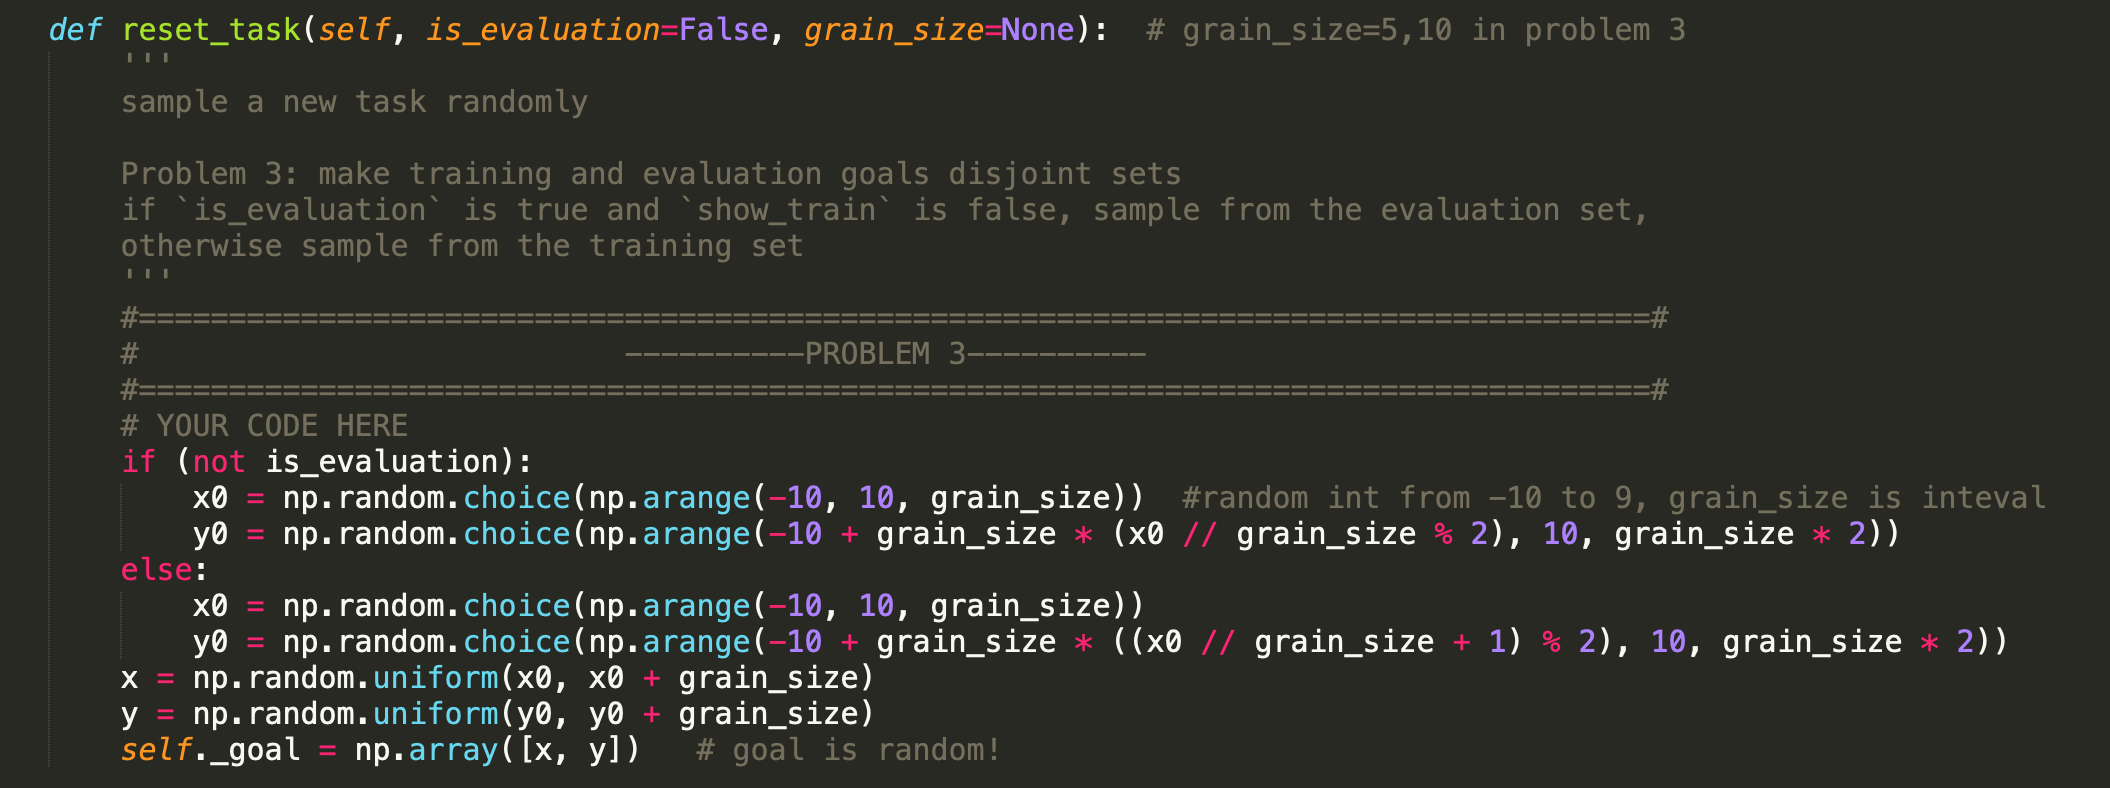 def reset_task(self, is_evaluation=False, grain_size=None):  # grain_size=5,10 in problem 3
    '''
    sample a new task randomly

    Problem 3: make training and evaluation goals disjoint sets
    if `is_evaluation` is true and `show_train` is false, sample from the evaluation set,
    otherwise sample from the training set
    '''
    #====================================================================================#
    #                           ----------PROBLEM 3----------
    #====================================================================================#
    # YOUR CODE HERE
    if (not is_evaluation):
        x0 = np.random.choice(np.arange(-10, 10, grain_size))  #random int from -10 to 9, grain_size is inteval
        y0 = np.random.choice(np.arange(-10 + grain_size * (x0 // grain_size % 2), 10, grain_size * 2))
    else:
        x0 = np.random.choice(np.arange(-10, 10, grain_size))
        y0 = np.random.choice(np.arange(-10 + grain_size * ((x0 // grain_size + 1) % 2), 10, grain_size * 2))
    x = np.random.uniform(x0, x0 + grain_size)
    y = np.random.uniform(y0, y0 + grain_size)
    self._goal = np.array([x, y])   # goal is random!